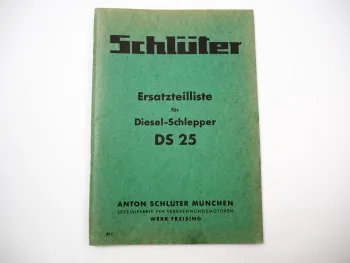 Schlüter
Ersatzteilliste
für
Diesel-Schlepper
DS 25
ANTON SCHLÜTER MÜNCHEN
SPEZIALFABRIK FÜR VERBRENNUNGSMOTOREN
WERK FREISING